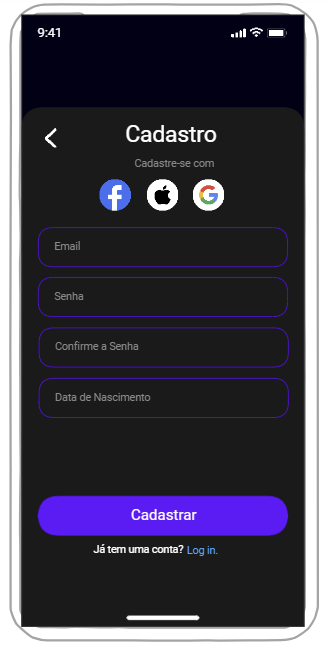 9:41
Cadastro
Cadastre-se com
Email
Senha
Confirme a Senha
Data de Nascimento
Cadastrar
Já tem uma conta? Log in.